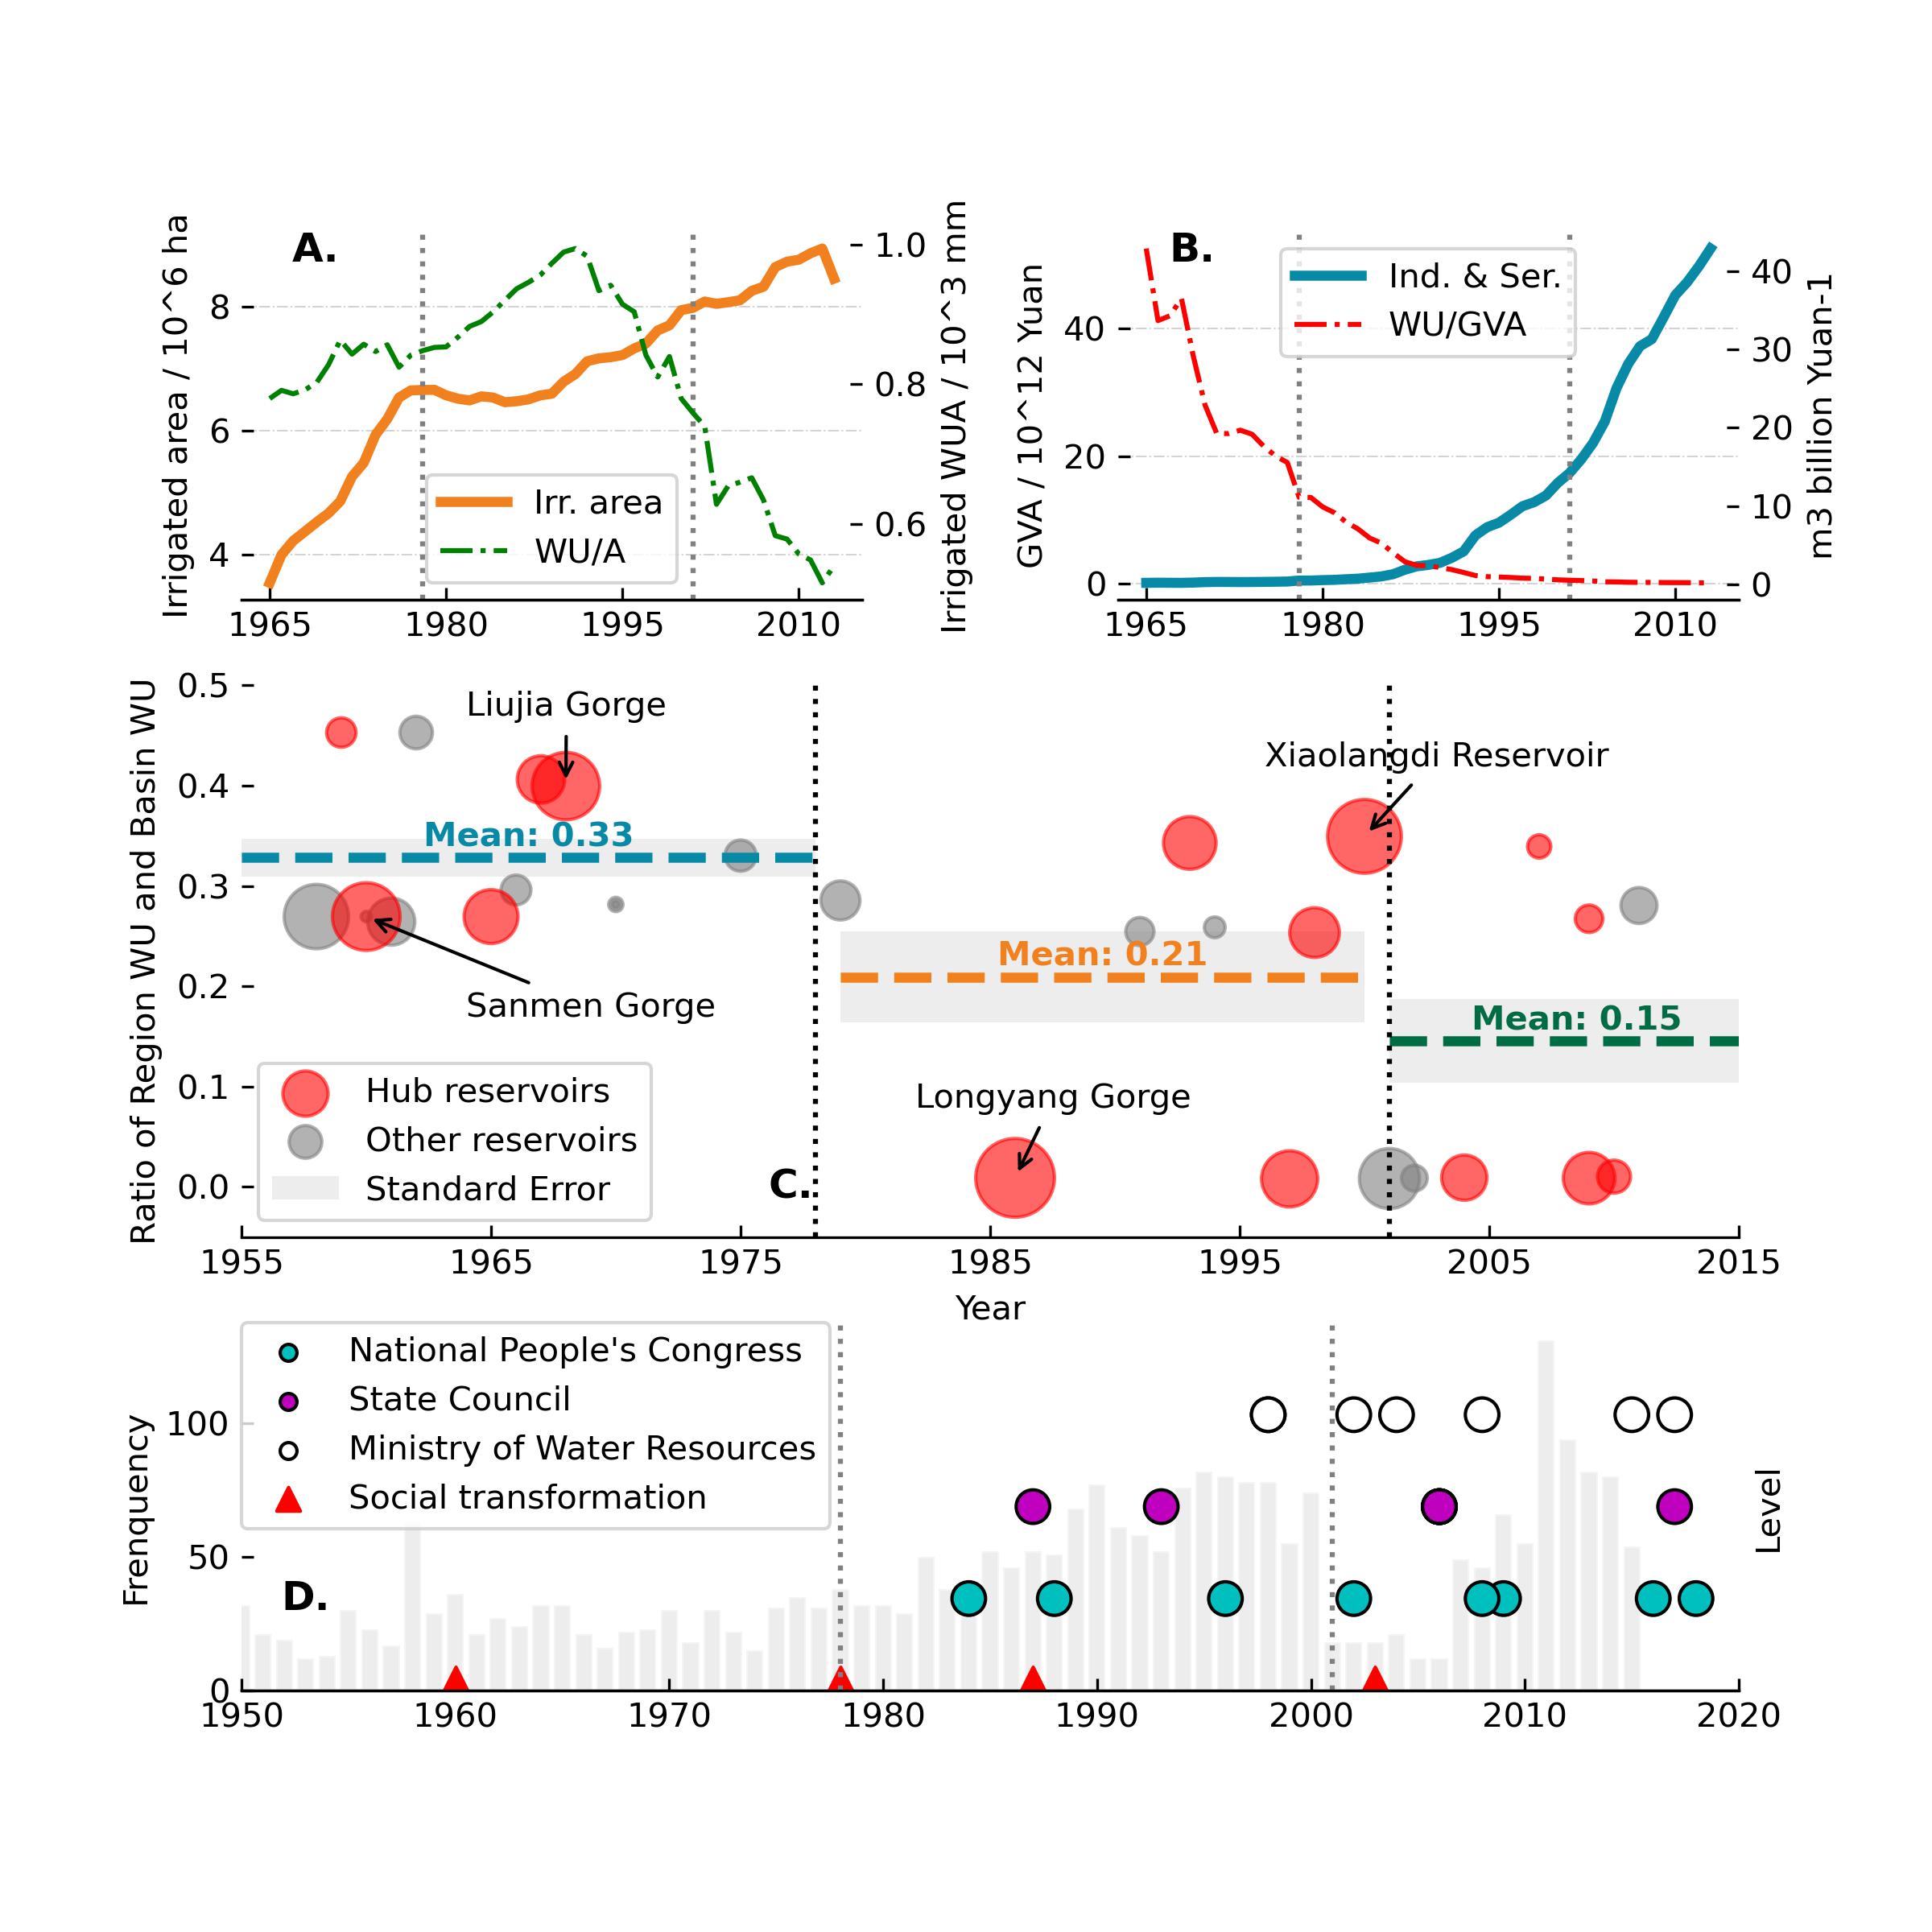 A.
Irrigated area / 10^6 ha
8
6
4
1.0
0.8
0.6
Irrigated WUA / 10^3 mm
Irr. area
WU/A
1965 1980 1995 2010
B.
GVA / 10^12 Yuan
40
20
0
40
30
20
10
0
m3 billion Yuan-1
Ind. & Ser.
WU/GVA
1965 1980 1995 2010
Ratio of Region WU and Basin WU
0.5
0.4
0.3
0.2
0.1
0.0
Liujia Gorge
Xiaolangdi Reservoir
Mean: 0.33
Mean: 0.21
Sanmen Gorge
Mean: 0.15
Longyang Gorge
Hub reservoirs
Other reservoirs
Standard Error
C.
1955 1965 1975 1985 1995 2005 2015
Year
National People's Congress
State Council
Ministry of Water Resources
Social transformation
Frenquency
100
50
0
Level
D.
1950 1960 1970 1980 1990 2000 2010 2020